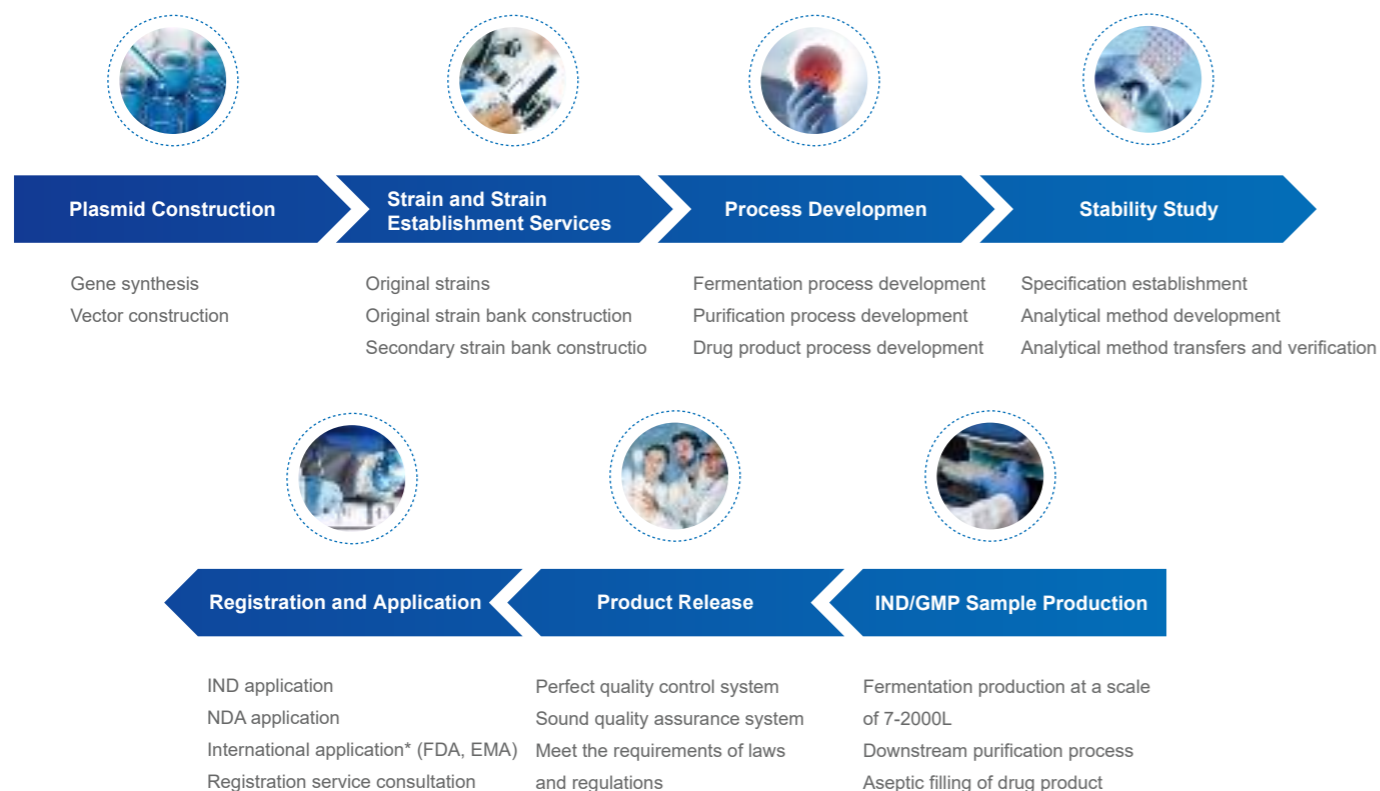 Plasmid Construction
Strain and Strain
Establishment Services
Process Developmen
Stability Study
Gene synthesis
Vector construction
Original strains
Original strain bank construction
Secondary strain bank constructio
Fermentation process development
Purification process development
Drug product process development
Specification establishment
Analytical method development
Analytical method transfers and verification
Registration and Application
Product Release
IND/GMP Sample Production
IND application
NDA application
International application* (FDA, EMA)
Registration service consultation
Perfect quality control system
Sound quality assurance system
Meet the requirements of laws
and regulations
Fermentation production at a scale
of 7-2000L
Downstream purification process
Aseptic filling of drug product